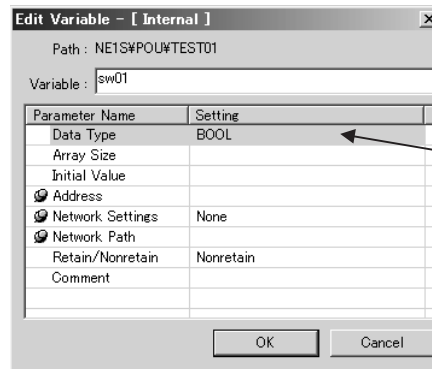 Edit Variable - [ Internal ]
Path : NE1S¥POU¥TEST01
Variable : sw01
Parameter Name Setting
Data Type BOOL
Array Size
Initial Value
Address
Network Settings None
Network Path
Retain/Nonretain Nonretain
Comment
OK Cancel